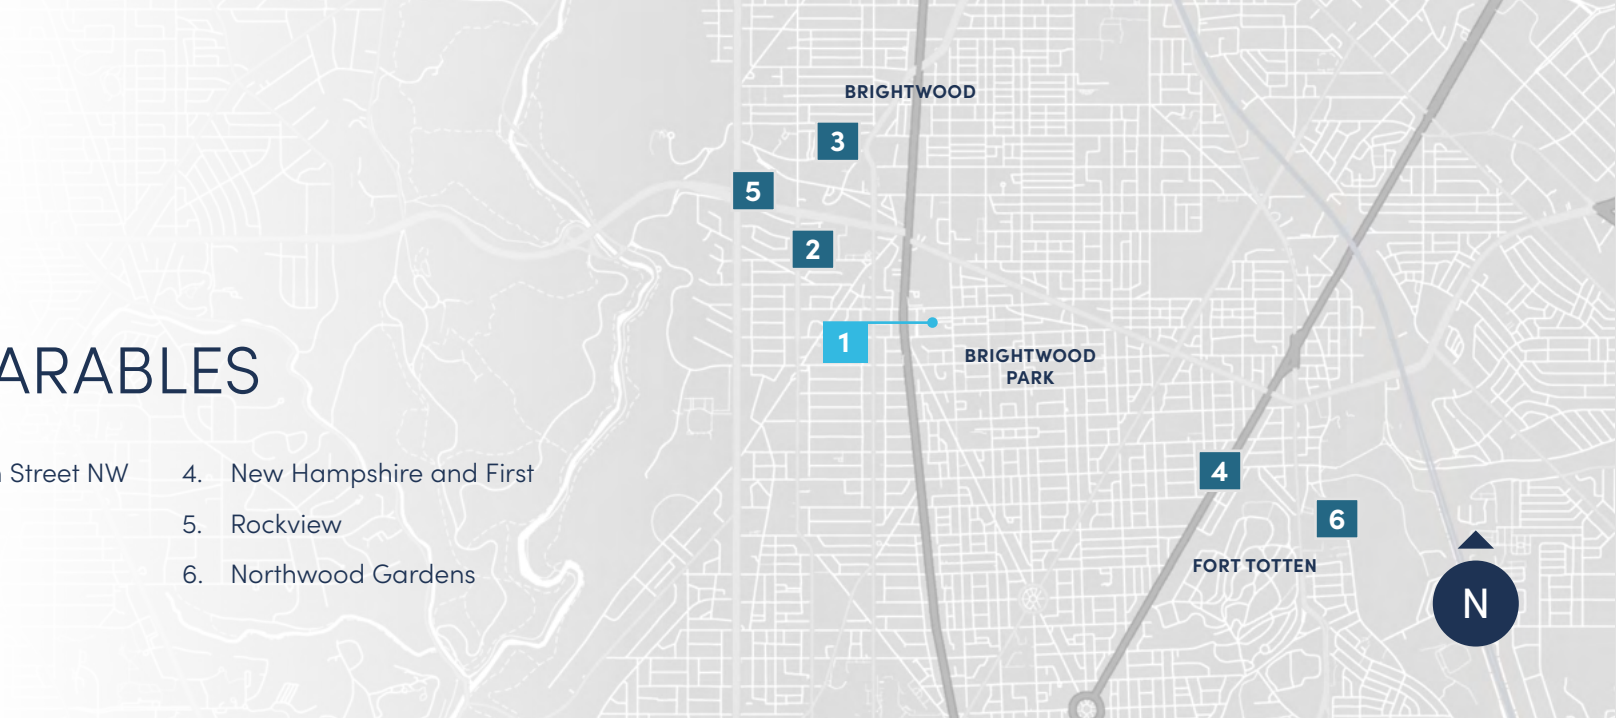 BRIGHTWOOD
3
5
2
1
BRIGHTWOOD
PARK
ARABLES
Street NW
4. New Hampshire and First
5. Rockview
6. Northwood Gardens
4
6
FORT TOTTEN
N